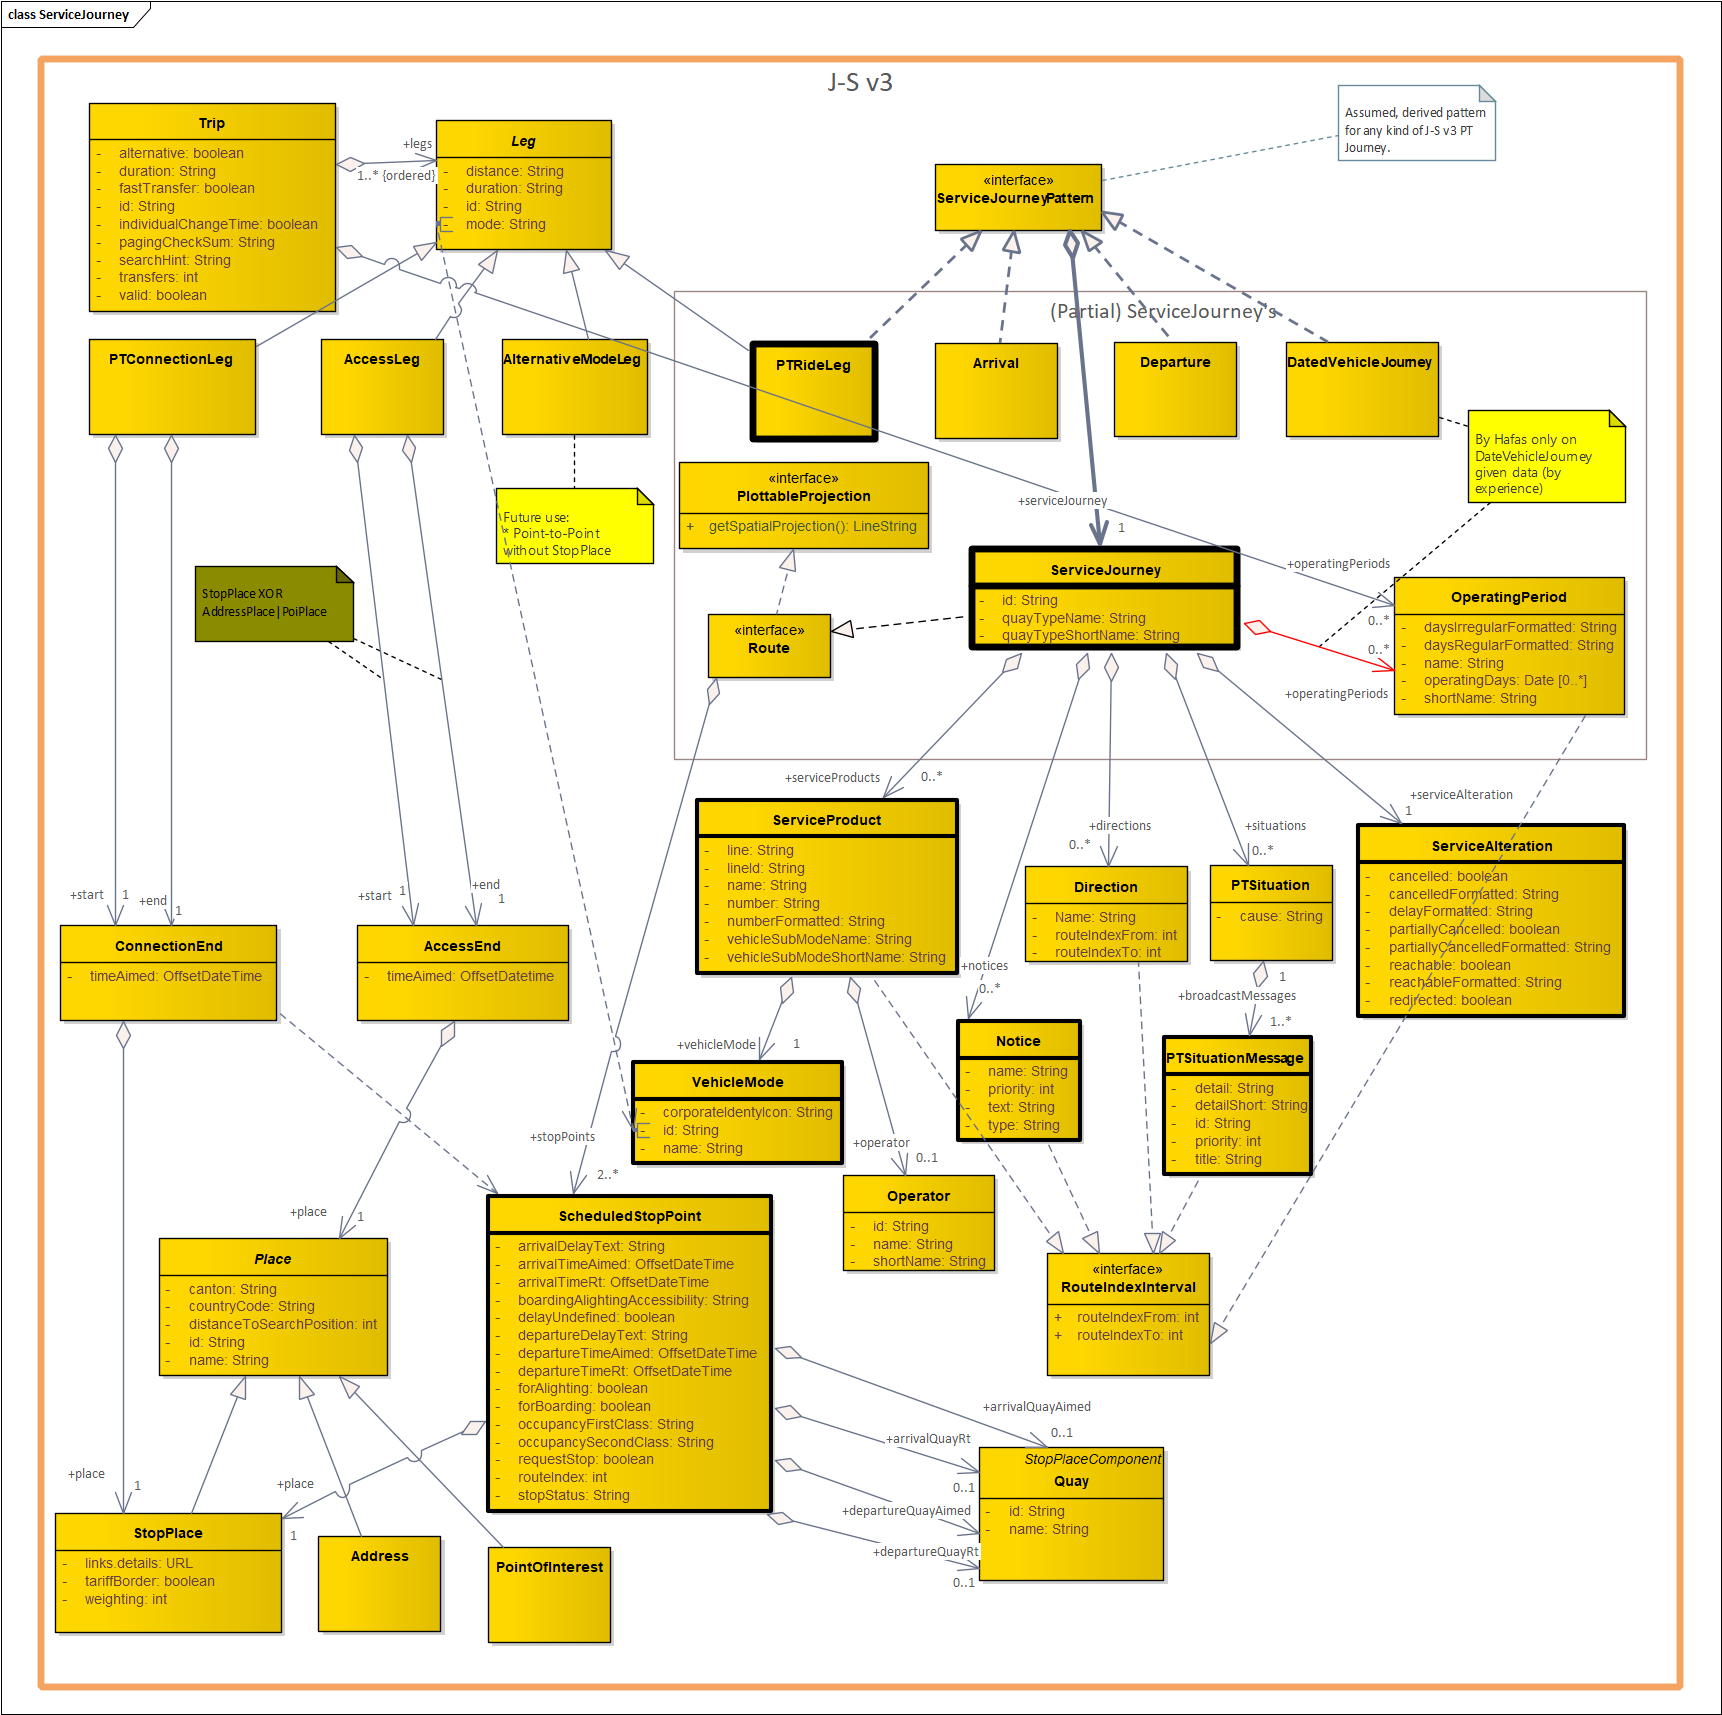 class ServiceJourney
J-S v3
Trip
- alternative: boolean
- duration: String
- fastTransfer: boolean
- id: String
- individualChangeTime: boolean
- pagingCheckSum: String
- searchHint: String
- transfers: int
- valid: boolean
+legs
1..* {ordered}
Leg
- distance: String
- duration: String
- id: String
- mode: String
«interface»
ServiceJourneyPattern
Assumed, derived pattern
for any kind of J-S v3 PT
Journey.
(Partial) ServiceJourney's
PTConnectionLeg
AccessLeg
AlternativeModeLeg
PTRideLeg
Arrival
Departure
DatedVehicleJourney
By Hafas only on
DateVehicleJourney
given data (by
experience)
Future use:
* Point-to-Point
without StopPlace
«interface»
PlottableProjection
+ getSpatialProjection(): LineString
+serviceJourney
1
StopPlace XOR
AddressPlace|PoiPlace
«interface»
Route
ServiceJourney
- id: String
- quayTypeName: String
- quayTypeShortName: String
+operatingPeriods
0..*
0..*
+operatingPeriods
OperatingPeriod
- daysIrregularFormatted: String
- daysRegularFormatted: String
- name: String
- operatingDays: Date [0..*]
- shortName: String
+serviceProducts
0..*
ServiceProduct
- line: String
- lineId: String
- name: String
- number: String
- numberFormatted: String
- vehicleSubModeName: String
- vehicleSubModeShortName: String
+directions
0..*
Direction
- Name: String
- routeIndexFrom: int
- routeIndexTo: int
+situations
0..*
PTSituation
- cause: String
+serviceAlteration
1
ServiceAlteration
- cancelled: boolean
- cancelledFormatted: String
- delayFormatted: String
- partiallyCancelled: boolean
- partiallyCancelledFormatted: String
- reachable: boolean
- reachableFormatted: String
- redirected: boolean
+start
1
+end
1
+start
1
+end
1
ConnectionEnd
- timeAimed: OffsetDateTime
AccessEnd
- timeAimed: OffsetDatetime
+notices
0..*
Notice
- name: String
- priority: int
- text: String
- type: String
1
+broadcastMessages
1..*
PTSituationMessage
- detail: String
- detailShort: String
- id: String
- priority: int
- title: String
+vehicleMode
1
VehicleMode
- corporateIdentyIcon: String
- id: String
- name: String
+operator
0..1
Operator
- id: String
- name: String
- shortName: String
+stopPoints
2..*
ScheduledStopPoint
- arrivalDelayText: String
- arrivalTimeAimed: OffsetDateTime
- arrivalTimeRt: OffsetDateTime
- boardingAlightingAccessibility: String
- delayUndefined: boolean
- departureDelayText: String
- departureTimeAimed: OffsetDateTime
- departureTimeRt: OffsetDateTime
- forAlighting: boolean
- forBoarding: boolean
- occupancyFirstClass: String
- occupancySecondClass: String
- requestStop: boolean
- routeIndex: int
- stopStatus: String
«interface»
RouteIndexInterval
+ routeIndexFrom: int
+ routeIndexTo: int
+place
1
Place
- canton: String
- countryCode: String
- distanceToSearchPosition: int
- id: String
- name: String
+arrivalQuayAimed
0..1
+arrivalQuayRt
0..1
+departureQuayAimed
+departureQuayRt
0..1
StopPlaceComponent
Quay
- id: String
- name: String
+place
1
+place
1
StopPlace
- links.details: URL
- tariffBorder: boolean
- weighting: int
Address
PointOfInterest